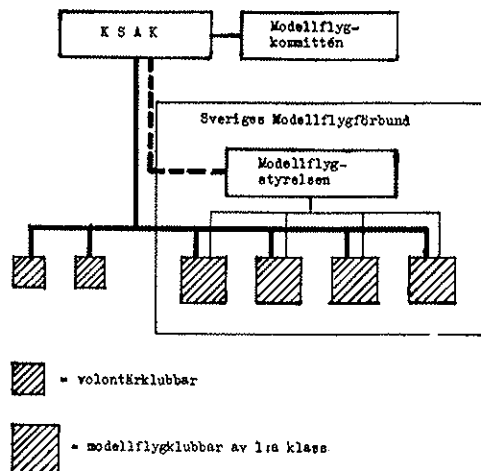 K S A K
Modellflyg-
kommittén
Sveriges Modellflygförbund
Modellflyg-
styrelsen
= volontärklubbar
= modellflygklubbar av 1:a klass